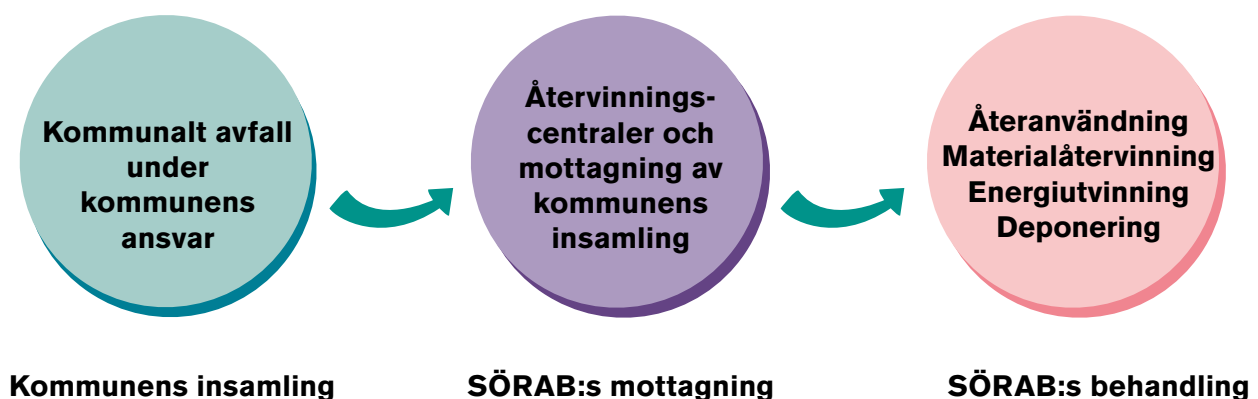 Kommunalt avfall
under
kommunens
ansvar
Återvinnings-
centraler och
mottagning av
kommunens
insamling
Återanvändning
Materialåtervinning
Energiutvinning
Deponering
Kommunens insamling
SÖRAB:s mottagning
SÖRAB:s behandling